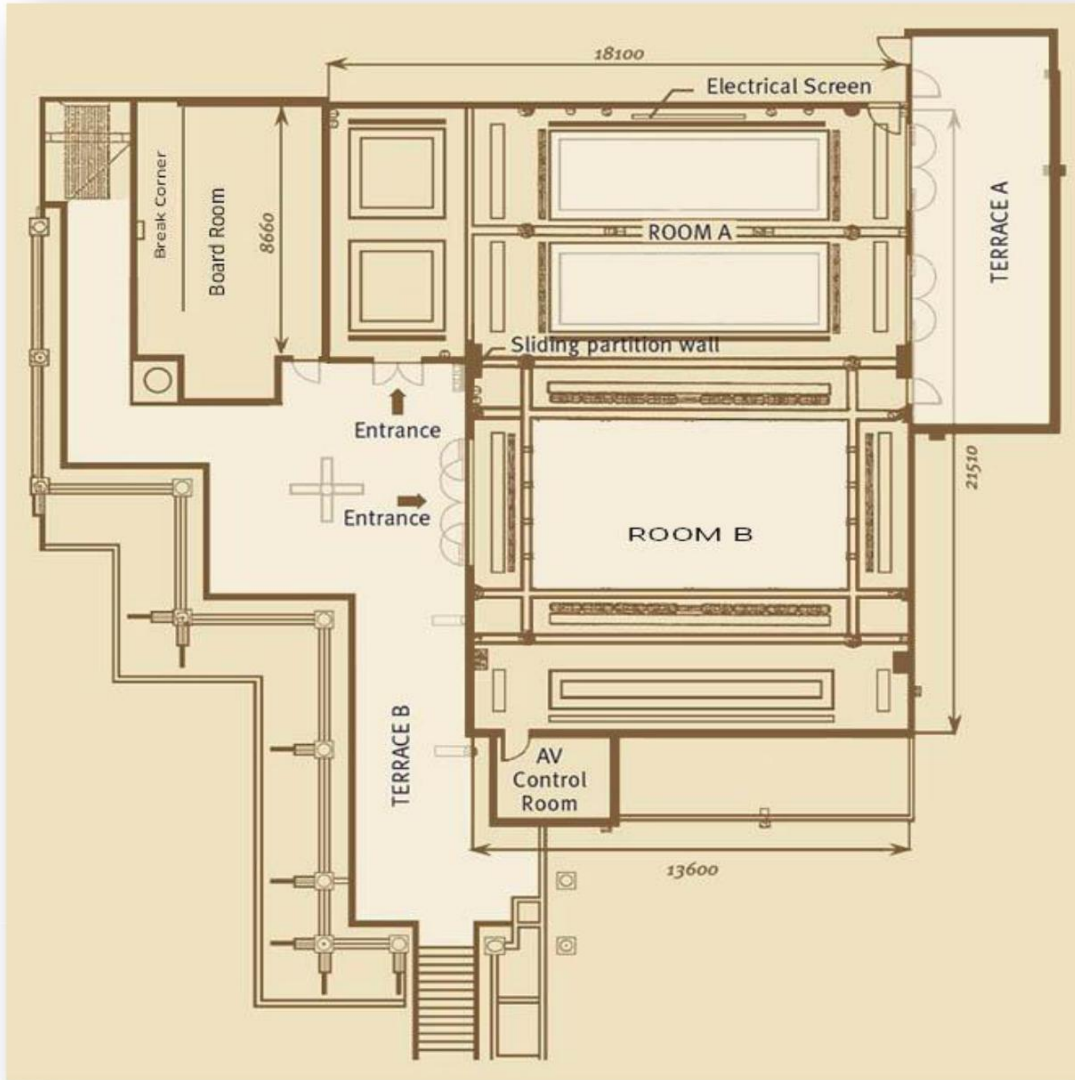 18100
Electrical Screen
Break Corner
Board Room
8660
ROOM A
TERRACE A
Sliding partition wall
Entrance
Entrance
ROOM B
21510
TERRACE B
AV
Control
Room
13600